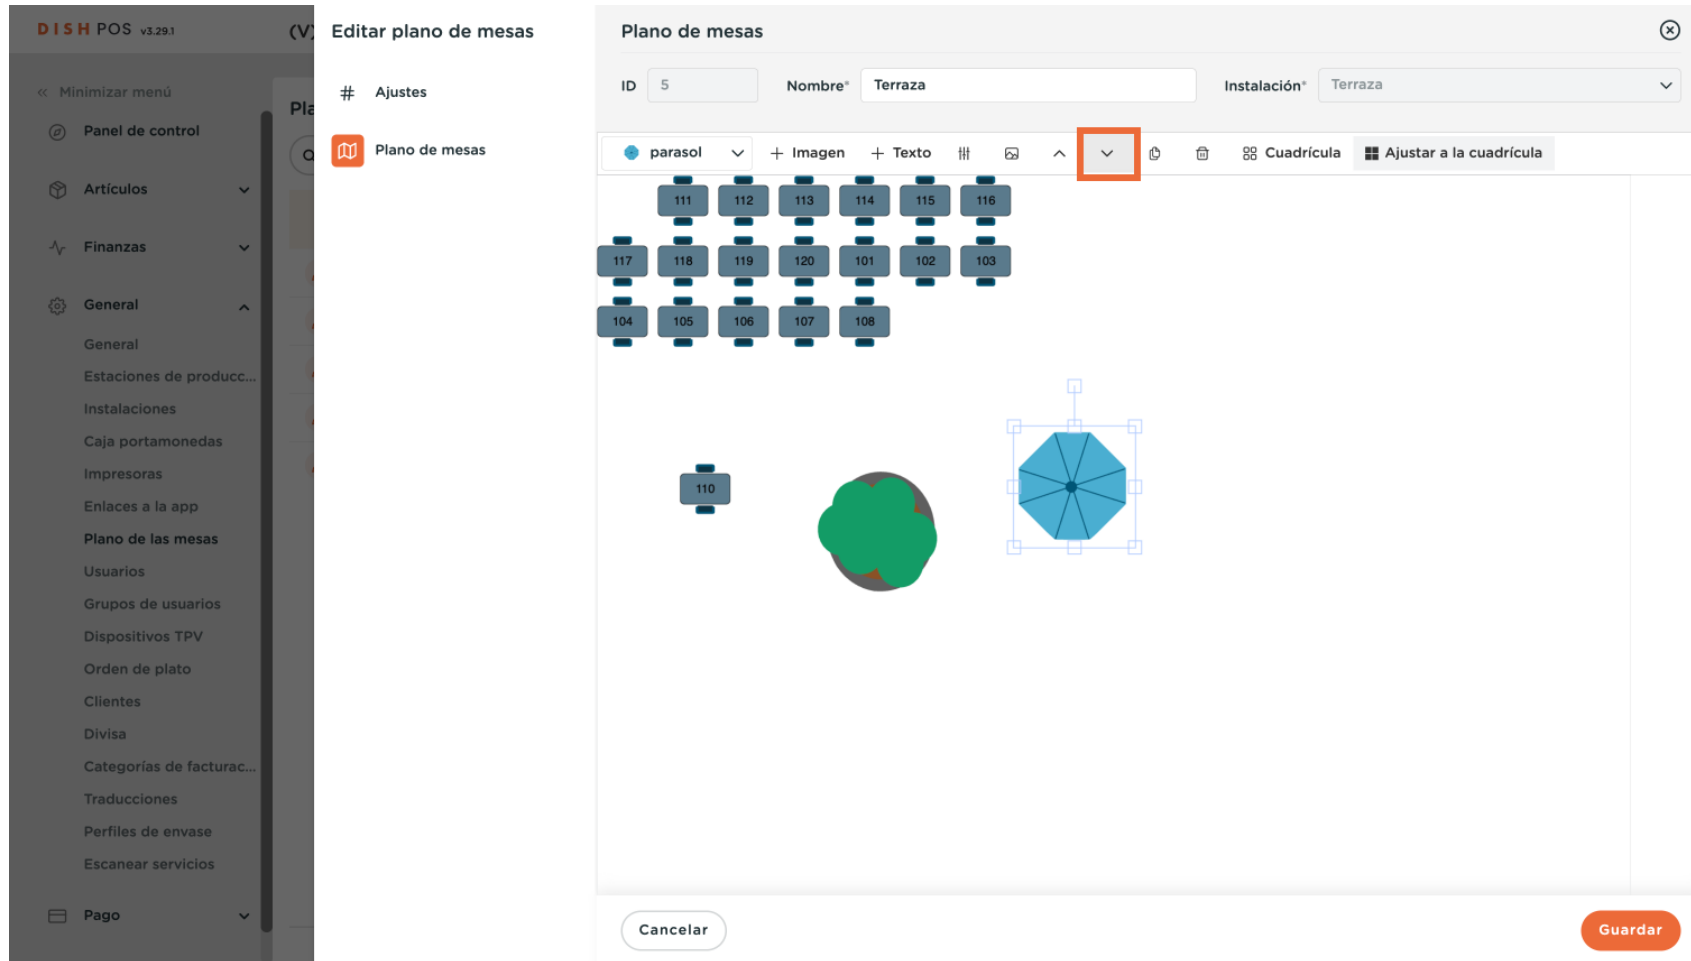 DISH POS v3.29.1
(V)
Minimizar menú
Panel de control
Artículos
Finanzas
General
General
Estaciones de producc...
Instalaciones
Caja portamonedas
Impresoras
Enlaces a la app
Plano de las mesas
Usuarios
Grupos de usuarios
Dispositivos TPV
Orden de plato
Clientes
Divisa
Categorías de facturac...
Traducciones
Perfiles de envase
Escanear servicios
Pago
Pla
Editar plano de mesas
Ajustes
Plano de mesas
Plano de mesas
ID 5 Nombre* Terraza Instalación* Terraza
parasol + Imagen + Texto Cuadrícula Ajustar a la cuadrícula
111 112 113 114 115 116
117 118 119 120 101 102 103
104 105 106 107 108
110
Cancelar Guardar